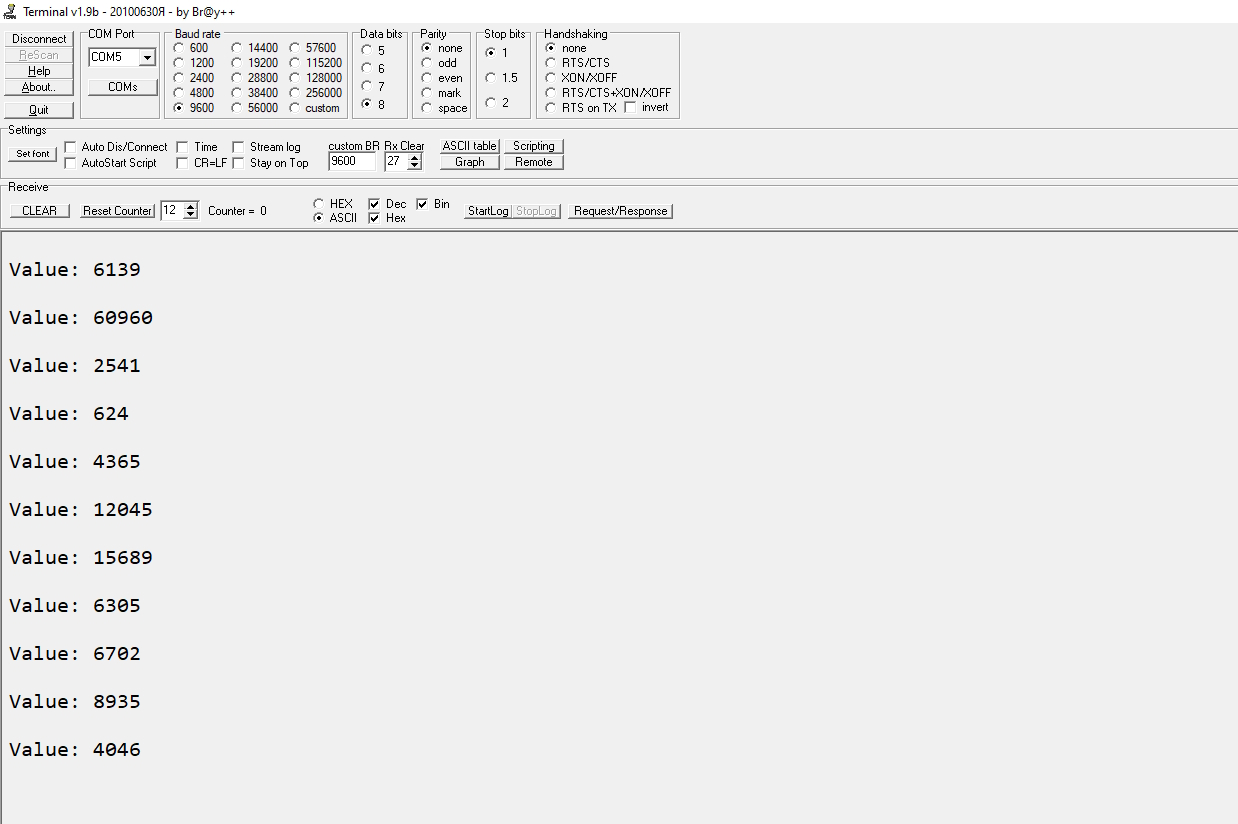 Terminal v1.9b - 20100630Я - by Br@y++
Disconnect
ReScan
Help
About..
Quit
COM Port
COM5
COMs
Baud rate
600 14400 57600
1200 19200 115200
2400 28800 128000
4800 38400 256000
9600 56000 custom
Data bits
5
6
7
8
Parity
none
odd
even
mark
space
Stop bits
1
1.5
2
Handshaking
none
RTS/CTS
XON/XOFF
RTS/CTS+XON/XOFF
RTS on TX invert
Settings
Set font
Auto Dis/Connect Time Stream log
AutoStart Script CR=LF Stay on Top
custom BR Rx Clear
9600 27
ASCII table Scripting
Graph Remote
Receive
CLEAR Reset Counter 12 Counter = 0
HEX Dec Bin
ASCII Hex
StartLog StopLog Request/Response
Value: 6139
Value: 60960
Value: 2541
Value: 624
Value: 4365
Value: 12045
Value: 15689
Value: 6305
Value: 6702
Value: 8935
Value: 4046